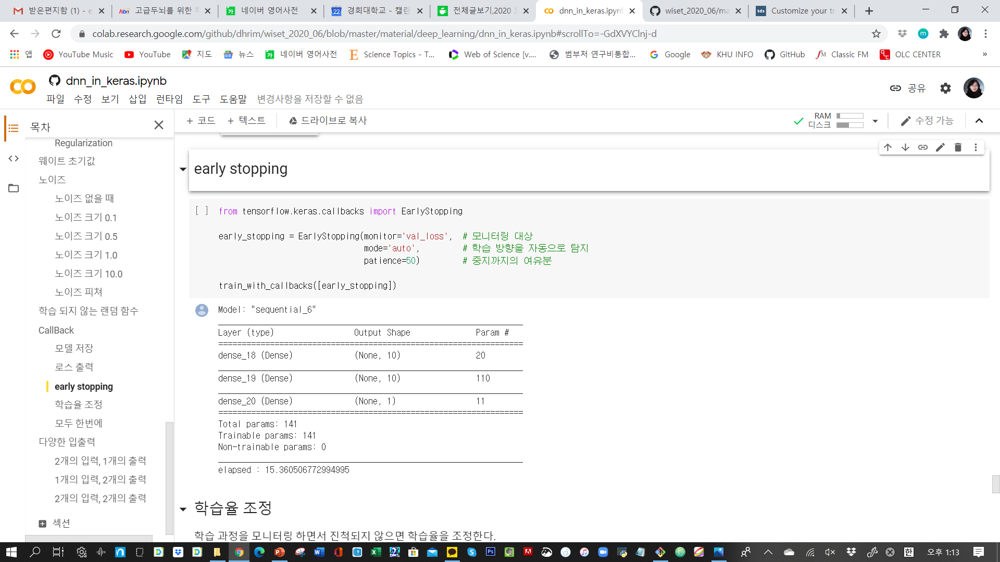 받은편지함 (1) - e
hbn 고급두뇌를 위한
네이버 영어사전
22 경희대학교 - 캘린
전체글보기,2020
dnn_in_keras.ipynb
wiset_2020_06/ma
tds Customize your tr
colab.research.google.com/github/dhrim/wiset_2020_06/blob/master/material/deep_learning/dnn_in_keras.ipynb#scrollTo=-GdXVYClnj-d
앱 YouTube Music YouTube 지도 뉴스 네이버 영어사전 Science Topics - T... Web of Science [v.... 범부처 연구비통합... Google KHU INFO GitHub Classic FM OLC CENTER »
dnn_in_keras.ipynb
파일 수정 보기 삽입 런타임 도구 도움말 변경사항을 저장할 수 없음
공유
목차
+ 코드 + 텍스트 드라이브로 복사
RAM
디스크
수정 가능
Regularization
웨이트 초기값
노이즈
노이즈 없을 때
노이즈 크기 0.1
노이즈 크기 0.5
노이즈 크기 1.0
노이즈 크기 10.0
노이즈 피쳐
학습 되지 않는 랜덤 함수
CallBack
모델 저장
로스 출력
early stopping
학습율 조정
모두 한번에
다양한 입출력
2개의 입력, 1개의 출력
1개의 입력, 2개의 출력
2개의 입력, 2개의 출력
섹션
early stopping
[ ] from tensorflow.keras.callbacks import EarlyStopping
early_stopping = EarlyStopping(monitor='val_loss', # 모니터링 대상
mode='auto', # 학습 방향을 자동으로 탐지
patience=50) # 중지까지의 여유분
train_with_callbacks([early_stopping])
Model: "sequential_6"
Layer (type) Output Shape Param #
=================================================================
dense_18 (Dense) (None, 10) 20
dense_19 (Dense) (None, 10) 110
dense_20 (Dense) (None, 1) 11
=================================================================
Total params: 141
Trainable params: 141
Non-trainable params: 0
elapsed : 15.360506772994995
학습율 조정
학습 과정을 모니터링 하면서 진척되지 않으면 학습율을 조정한다.
한 오후 1:13